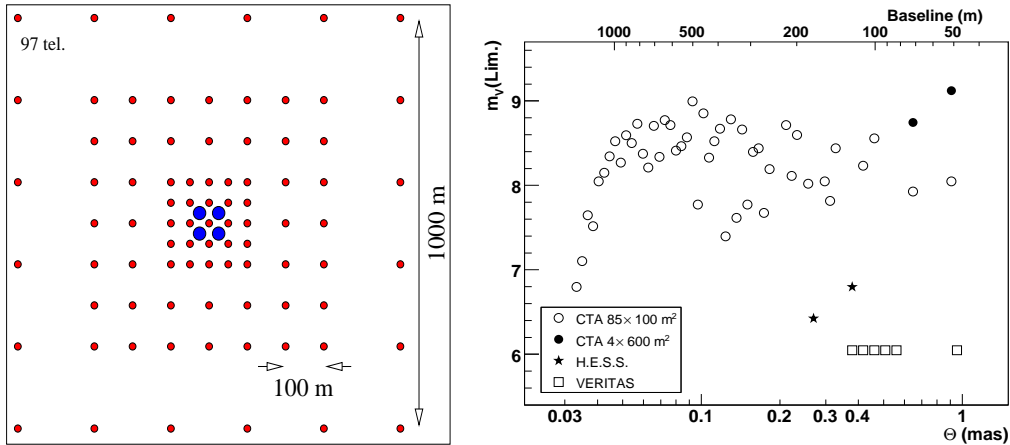 97 tel.
1000 m
100 m
Baseline (m)
1000 500 200 100 50
m_V(Lim.)
9
8
7
6
○ CTA 85× 100 m²
● CTA 4× 600 m²
★ H.E.S.S.
□ VERITAS
0.03 0.1 0.2 0.3 0.4 1
Θ (mas)